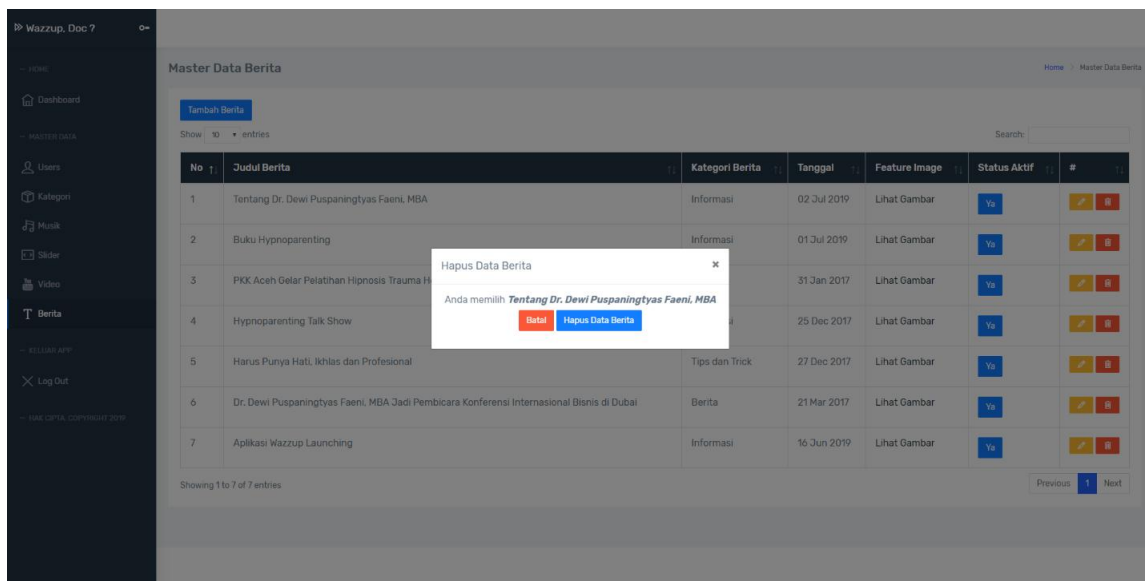 Wazzup, Doc ?
Master Data Berita
Home > Master Data Berita
— HOME
Dashboard
— MASTER DATA
Users
Kategori
Musik
Slider
Video
Berita
— KELUAR APP
Log Out
— HAK CIPTA, COPYRIGHT 2019
Tambah Berita
Show 10 entries
Search:
No Judul Berita Kategori Berita Tanggal Feature Image Status Aktif #
1 Tentang Dr. Dewi Puspaningtyas Faeni, MBA Informasi 02 Jul 2019 Lihat Gambar Ya
2 Buku Hypnoparenting Informasi 01 Jul 2019 Lihat Gambar Ya
3 PKK Aceh Gelar Pelatihan Hipnosis Trauma 31 Jan 2017 Lihat Gambar Ya
4 Hypnoparenting Talk Show 25 Dec 2017 Lihat Gambar Ya
5 Harus Punya Hati, Ikhlas dan Profesional Tips dan Trick 27 Dec 2017 Lihat Gambar Ya
6 Dr. Dewi Puspaningtyas Faeni, MBA Jadi Pembicara Konferensi Internasional Bisnis di Dubai Berita 21 Mar 2017 Lihat Gambar Ya
7 Aplikasi Wazzup Launching Informasi 16 Jun 2019 Lihat Gambar Ya
Showing 1 to 7 of 7 entries
Previous 1 Next
Hapus Data Berita
Anda memilih Tentang Dr. Dewi Puspaningtyas Faeni, MBA
Batal Hapus Data Berita